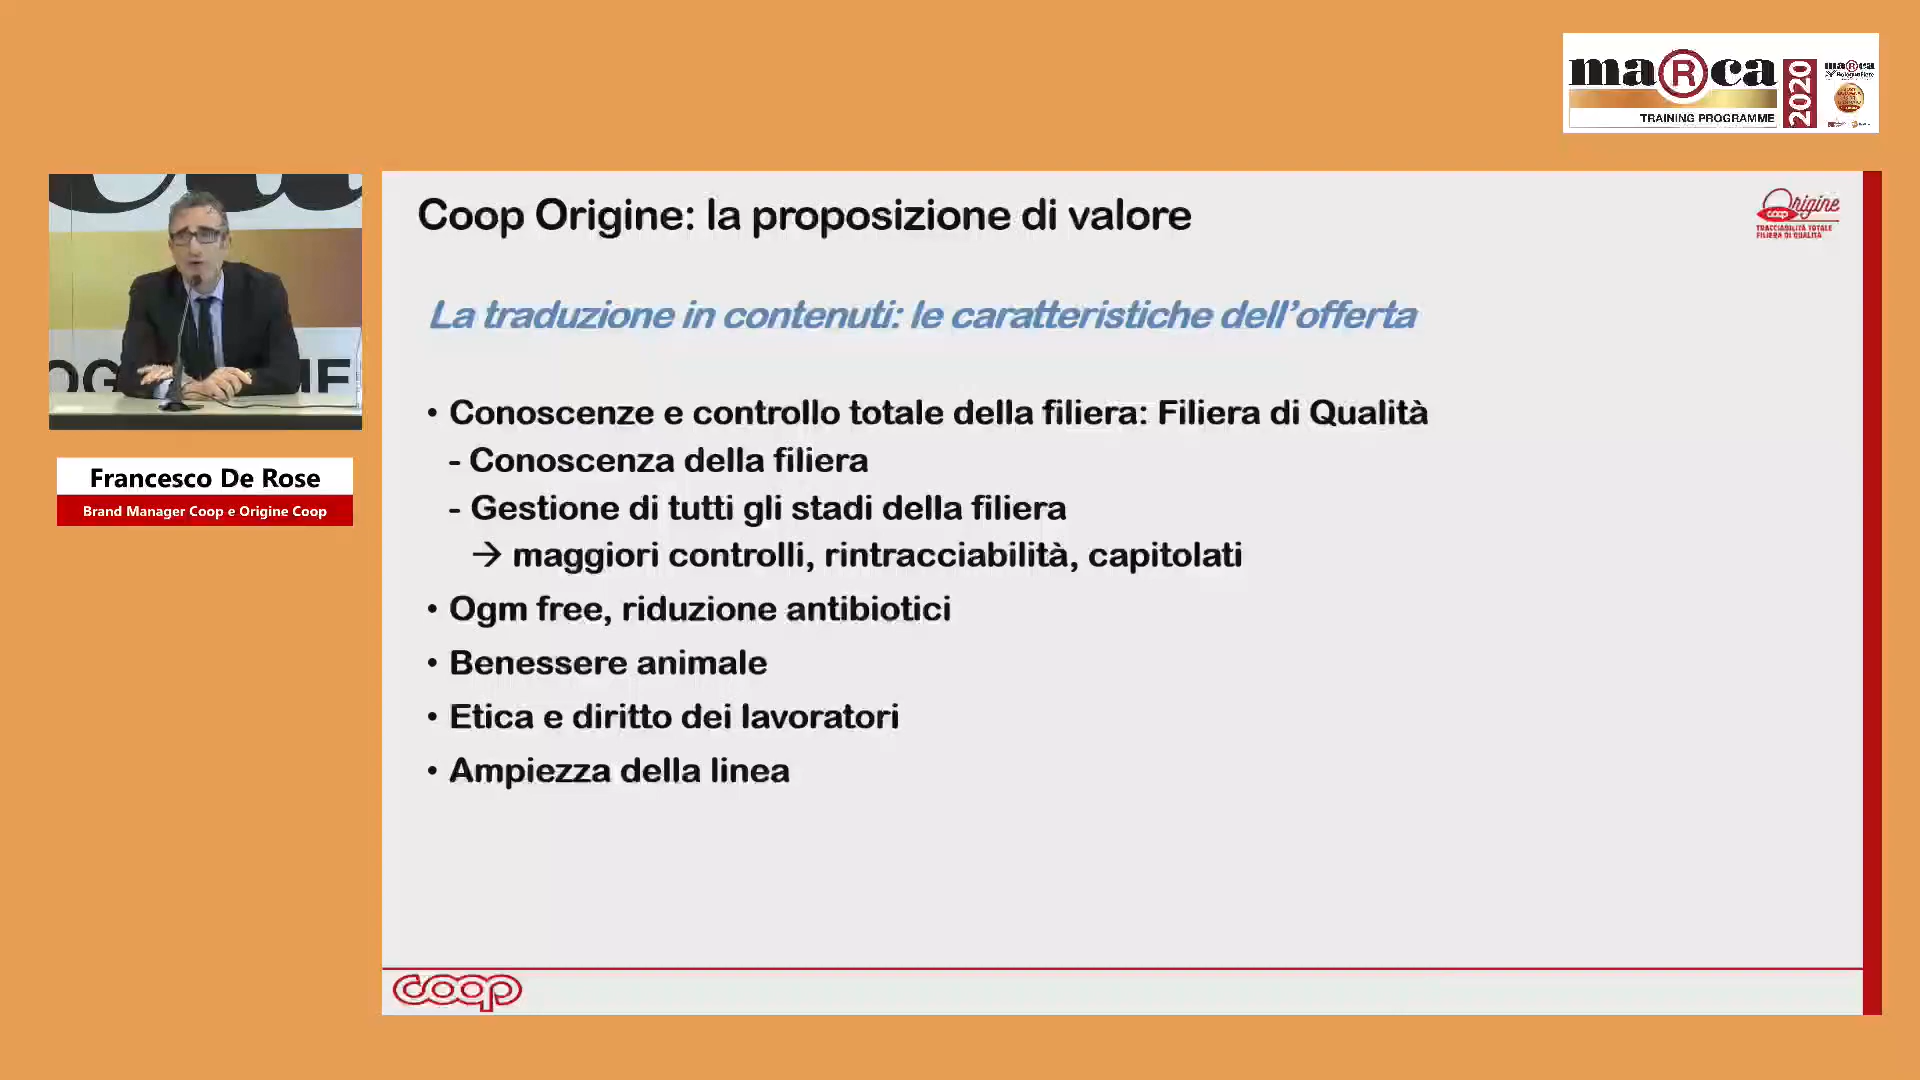 maRca
TRAINING PROGRAMME
2020
maRca
Coop Origine: la proposizione di valore
Origine
coop
TRACCIABILITÀ TOTALE
FILIERA DI QUALITÀ
La traduzione in contenuti: le caratteristiche dell’offerta
• Conoscenze e controllo totale della filiera: Filiera di Qualità
- Conoscenza della filiera
- Gestione di tutti gli stadi della filiera
→ maggiori controlli, rintracciabilità, capitolati
• Ogm free, riduzione antibiotici
• Benessere animale
• Etica e diritto dei lavoratori
• Ampiezza della linea
Francesco De Rose
Brand Manager Coop e Origine Coop
coop